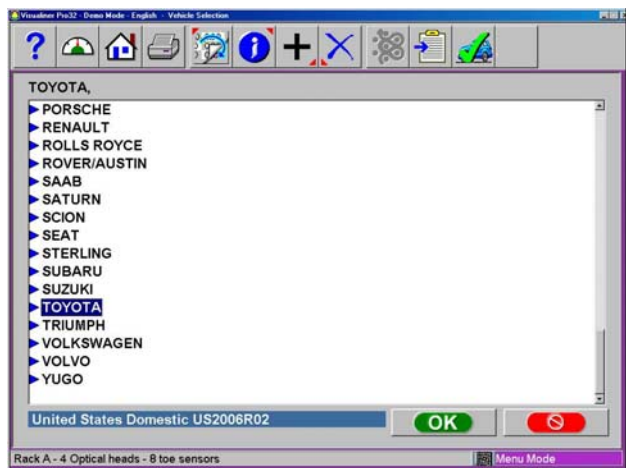 Visualiner Pro32 - Demo Mode - English - Vehicle Selection
?
i
TOYOTA,
PORSCHE
RENAULT
ROLLS ROYCE
ROVER/AUSTIN
SAAB
SATURN
SCION
SEAT
STERLING
SUBARU
SUZUKI
TOYOTA
TRIUMPH
VOLKSWAGEN
VOLVO
YUGO
United States Domestic US2006R02
OK
Rack A - 4 Optical heads - 8 toe sensors
Menu Mode